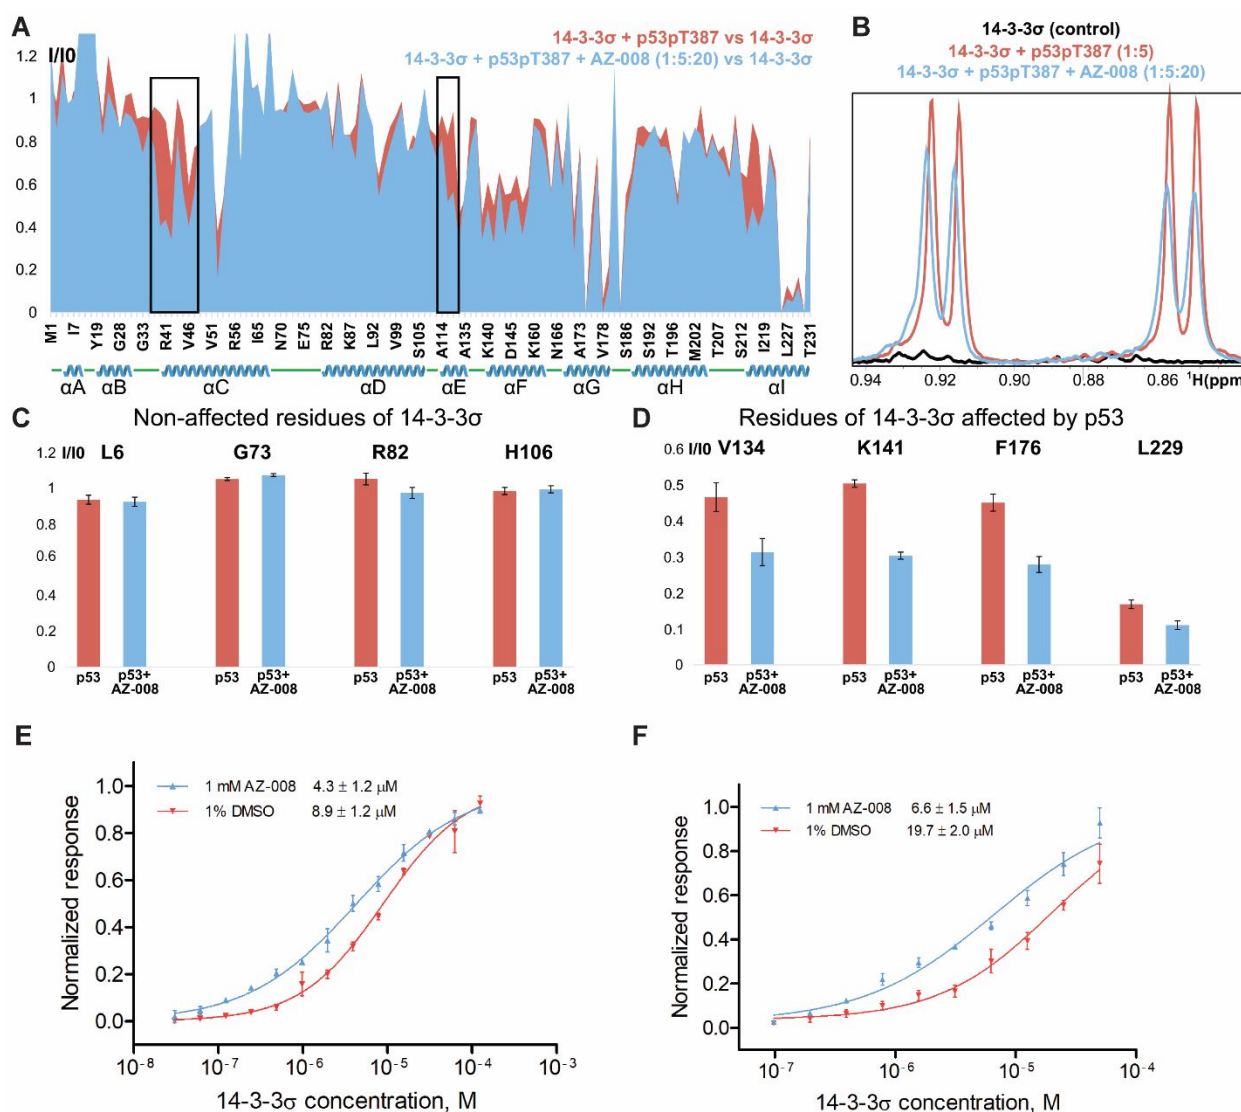 A
I/I0
14-3-3σ + p53pT387 vs 14-3-3σ
14-3-3σ + p53pT387 + AZ-008 (1:5:20) vs 14-3-3σ
1.2
1
0.8
0.6
0.4
0.2
0
M1 I7 Y19 G28 G33 R41 V46 V51 R56 I65 N70 E75 R82 K87 L92 V99 S105 A114 A135 K140 D145 K160 N166 A173 V178 S186 S192 T196 M202 T207 S212 I219 L227 T231
αA αB αC αD αE αF αG αH αI
B
14-3-3σ (control)
14-3-3σ + p53pT387 (1:5)
14-3-3σ + p53pT387 + AZ-008 (1:5:20)
0.94 0.92 0.90 0.88 0.86 ¹H(ppm)
C
Non-affected residues of 14-3-3σ
I/I0 L6 G73 R82 H106
1.2
1
0.8
0.6
0.4
0.2
0
p53 p53+ p53 p53+ p53 p53+ p53 p53+
AZ-008 AZ-008 AZ-008 AZ-008
D
Residues of 14-3-3σ affected by p53
I/I0 V134 K141 F176 L229
0.6
0.5
0.4
0.3
0.2
0.1
0
p53 p53+ p53 p53+ p53 p53+ p53 p53+
AZ-008 AZ-008 AZ-008 AZ-008
E
1 mM AZ-008 4.3 ± 1.2 μM
1% DMSO 8.9 ± 1.2 μM
Normalized response
1.0
0.8
0.6
0.4
0.2
0.0
10⁻⁸ 10⁻⁷ 10⁻⁶ 10⁻⁵ 10⁻⁴ 10⁻³
14-3-3σ concentration, M
F
1 mM AZ-008 6.6 ± 1.5 μM
1% DMSO 19.7 ± 2.0 μM
Normalized response
1.0
0.8
0.6
0.4
0.2
0.0
10⁻⁷ 10⁻⁶ 10⁻⁵ 10⁻⁴
14-3-3σ concentration, M